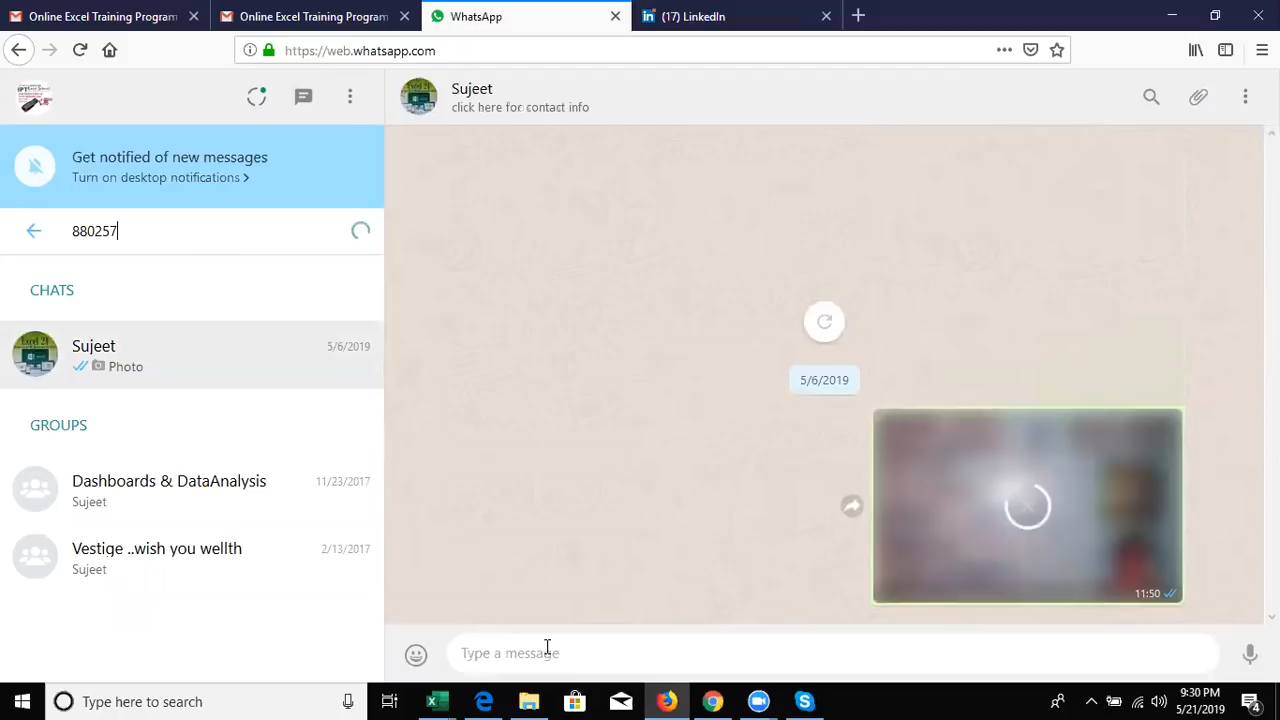 Online Excel Training Program
Online Excel Training Program
WhatsApp
(17) LinkedIn
https://web.whatsapp.com
Sujeet
click here for contact info
Get notified of new messages
Turn on desktop notifications >
880257
CHATS
Sujeet
5/6/2019
Photo
GROUPS
Dashboards & DataAnalysis
11/23/2017
Sujeet
Vestige ..wish you wellth
2/13/2017
Sujeet
5/6/2019
11:50
Type a message
Type here to search
9:30 PM
5/21/2019
4